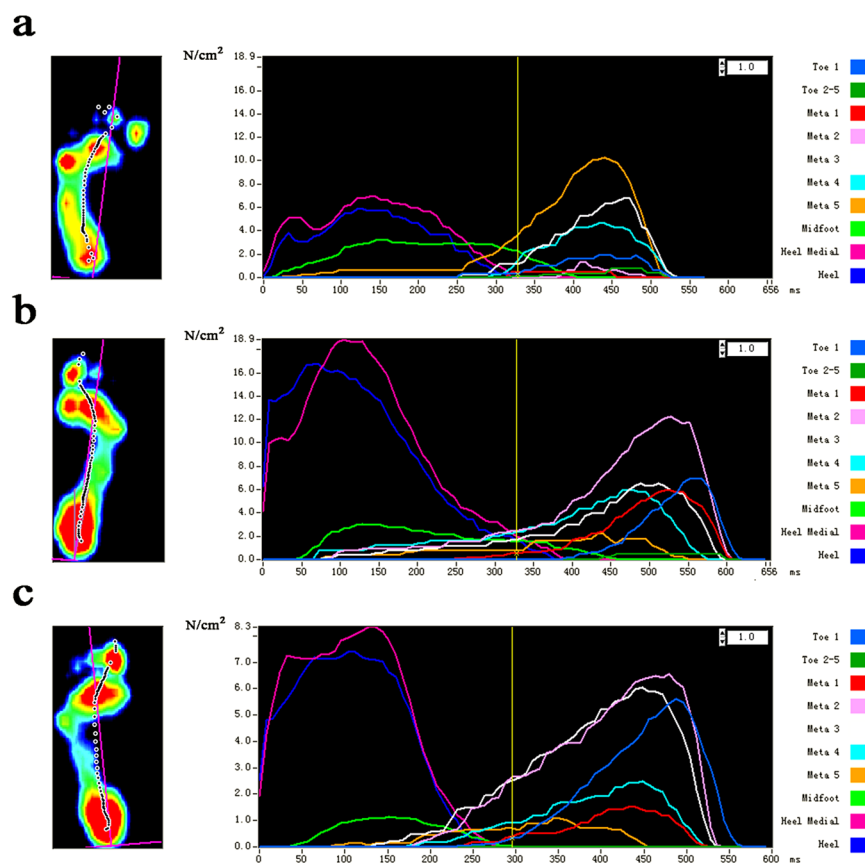 a
N/cm²
18.9
16.0
14.0
12.0
10.0
8.0
6.0
4.0
2.0
0.0
0 50 100 150 200 250 300 350 400 450 500 550 600 656
ms
1.0
Toe 1
Toe 2-5
Meta 1
Meta 2
Meta 3
Meta 4
Meta 5
Midfoot
Heel Medial
Heel
b
N/cm²
18.9
16.0
14.0
12.0
10.0
8.0
6.0
4.0
2.0
0.0
0 50 100 150 200 250 300 350 400 450 500 550 600 656
ms
1.0
Toe 1
Toe 2-5
Meta 1
Meta 2
Meta 3
Meta 4
Meta 5
Midfoot
Heel Medial
Heel
c
N/cm²
8.3
7.0
6.0
5.0
4.0
3.0
2.0
1.0
0.0
0 50 100 150 200 250 300 350 400 450 500 550 600
ms
1.0
Toe 1
Toe 2-5
Meta 1
Meta 2
Meta 3
Meta 4
Meta 5
Midfoot
Heel Medial
Heel